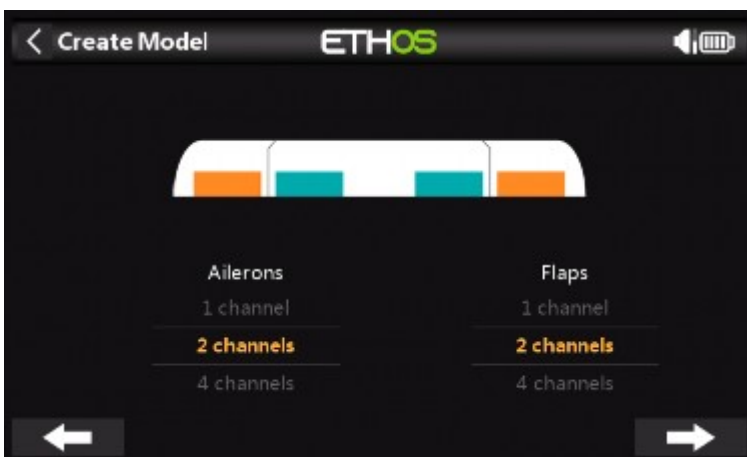 Create Model
ETHOS
Ailerons
Flaps
1 channel
1 channel
2 channels
2 channels
4 channels
4 channels